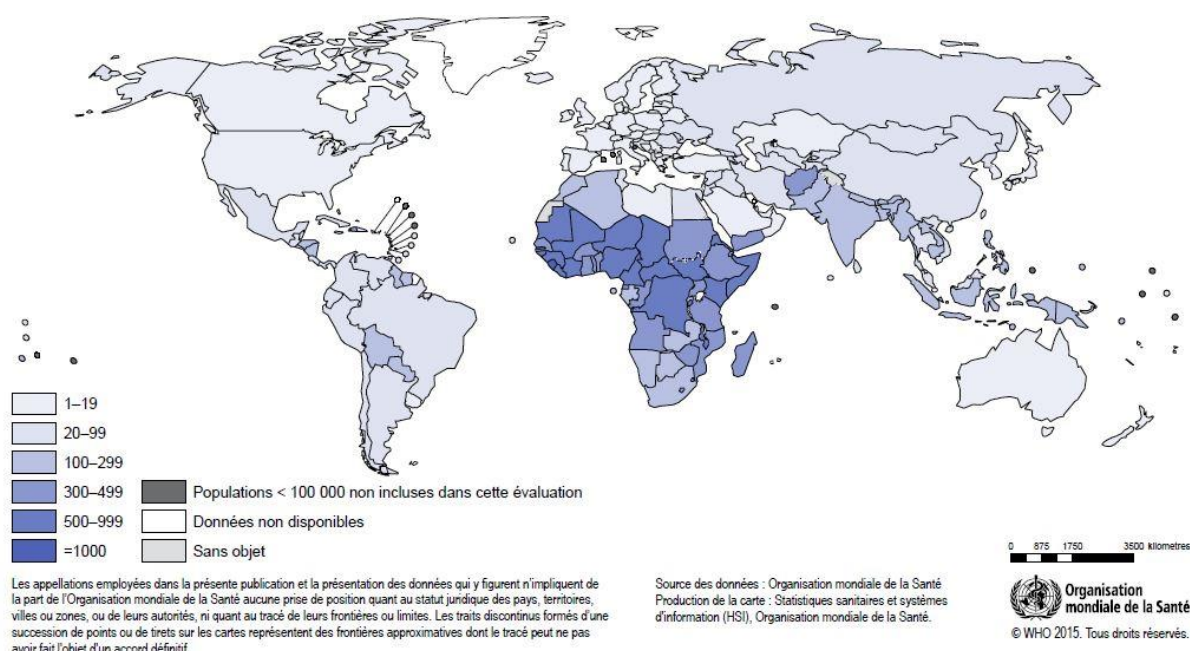 1–19
20–99
100–299
300–499
500–999
=1000
Populations < 100 000 non incluses dans cette évaluation
Données non disponibles
Sans objet
0 875 1750 3500 kilometres
Les appellations employées dans la présente publication et la présentation des données qui y figurent n'impliquent de
la part de l'Organisation mondiale de la Santé aucune prise de position quant au statut juridique des pays, territoires,
villes ou zones, ou de leurs autorités, ni quant au tracé de leurs frontières ou limites. Les traits discontinus formés d'une
succession de points ou de tirets sur les cartes représentent des frontières approximatives dont le tracé peut ne pas
avoir fait l'objet d'un accord définitif
Source des données : Organisation mondiale de la Santé
Production de la carte : Statistiques sanitaires et systèmes
d'information (HSI), Organisation mondiale de la Santé.
Organisation
mondiale de la Santé
© WHO 2015. Tous droits réservés.